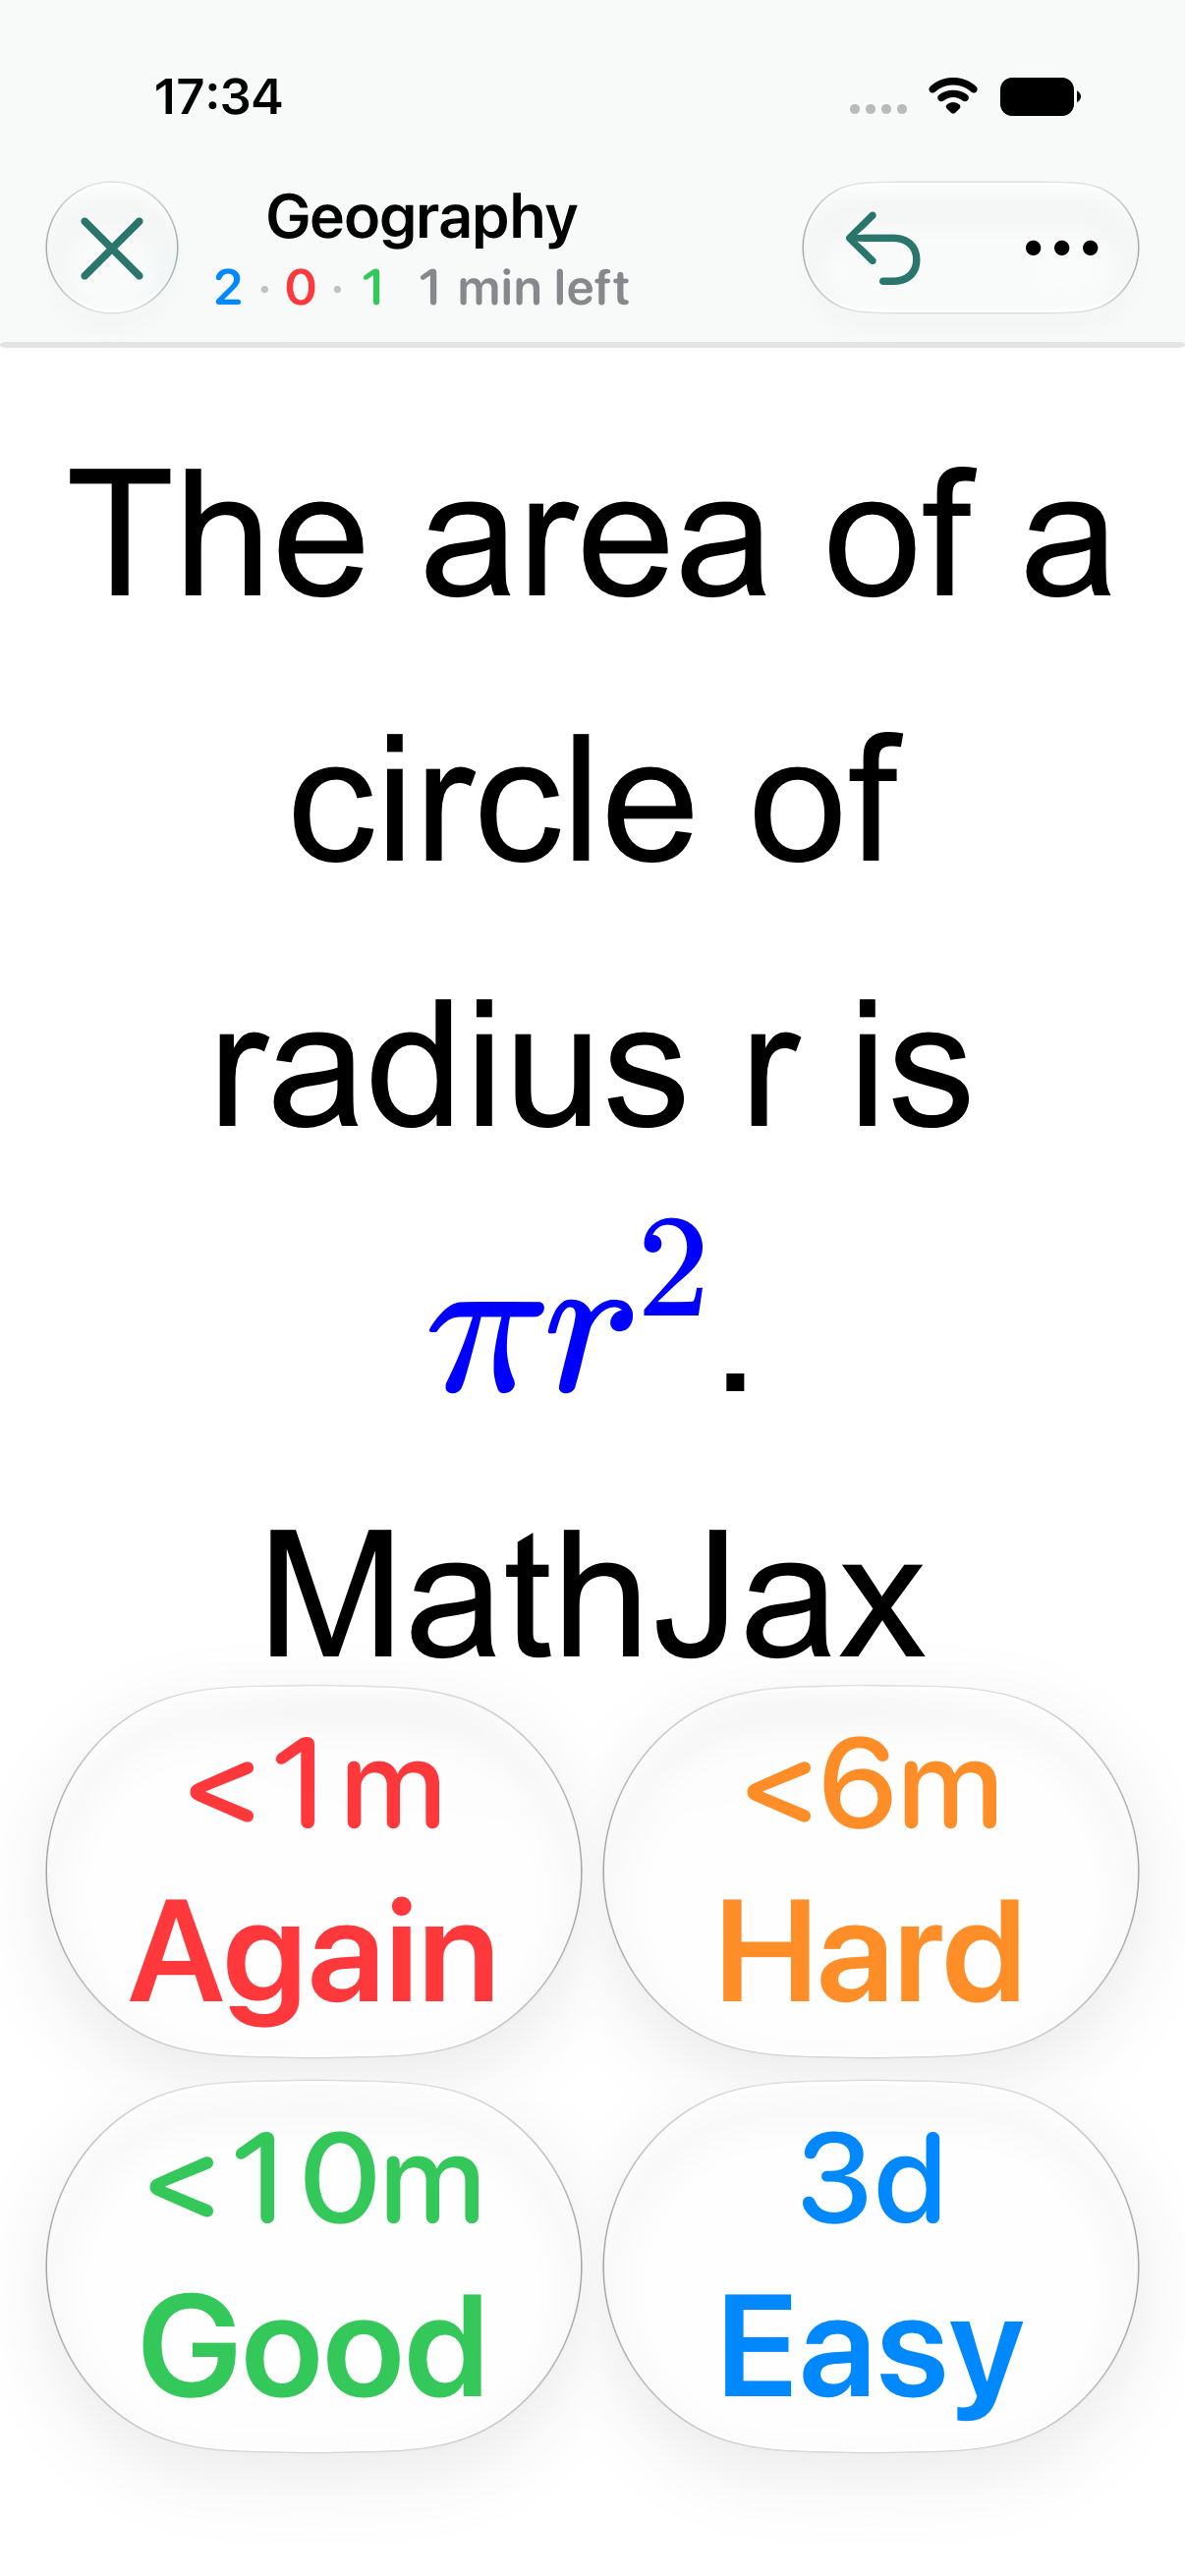 17:34
Geography
2 · 0 · 1 1 min left
The area of a
circle of
radius r is
πr².
MathJax
<1m
Again
<6m
Hard
<10m
Good
3d
Easy